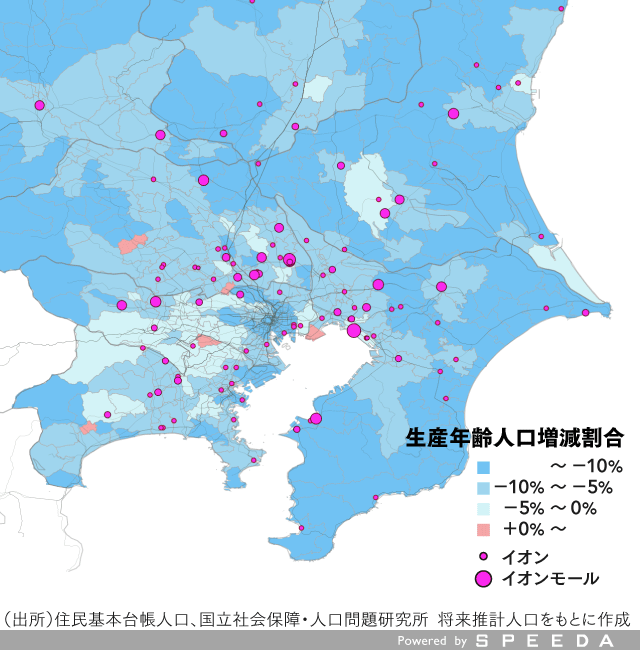 生産年齢人口増減割合
～ −10%
−10% ～ −5%
−5% ～ 0%
+0% ～
イオン
イオンモール
（出所）住民基本台帳人口、国立社会保障・人口問題研究所 将来推計人口をもとに作成
Powered by SPEEDA